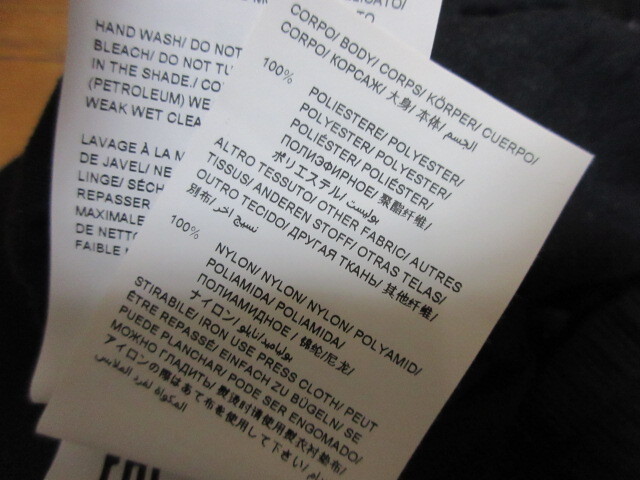 HAND WASH/ DO NOT
BLEACH/ DO NOT TU
IN THE SHADE./ CO
(PETROLEUM) WE
WEAK WET CLEA
LAVAGE À LA M
DE JAVEL/ NE
LINGE/ SÉCH
REPASSER
MAXIMALE
DE NETTO
FAIBLE
CORPO/ BODY/ CORPS/ KÖRPER/ CUERPO/
CORPO/ КОРСАЖ/ 大身/ 本体/ الجسم/
100%
POLIESTERE/ POLYESTER/
POLYESTER/ POLYESTER/
POLIÉSTER/ POLIESTER/
ПОЛИЭФИРНОЕ/ 聚酯纤维/
ポリエステル/ بوليستر/
ALTRO TESSUTO/ OTHER FABRIC/ AUTRES
TISSUS/ ANDEREN STOFF/ OTRAS TELAS/
OUTRO TECIDO/ ДРУГАЯ ТКАНЬ/ 其他纤维/
別布/ نسيج اخر/
100%
NYLON/ NYLON/ NYLON/ POLYAMID/
POLIAMIDA/ POLIAMIDA/
ПОЛИАМИДНОЕ / 锦纶/尼龙/
ナイロン/
STIRABILE/ IRON USE PRESS CLOTH/ PEUT
ÊTRE REPASSÉ/ EINFACH ZU BÜGELN/ SE
PUEDE PLANCHAR/ PODE SER ENGOMADO/
МОЖНО ГЛАДИТЬ/ 熨烫时请使用熨衣衬垫布/
アイロンの際はあて布を使用して下さい/
المكواة لفرد الملابس